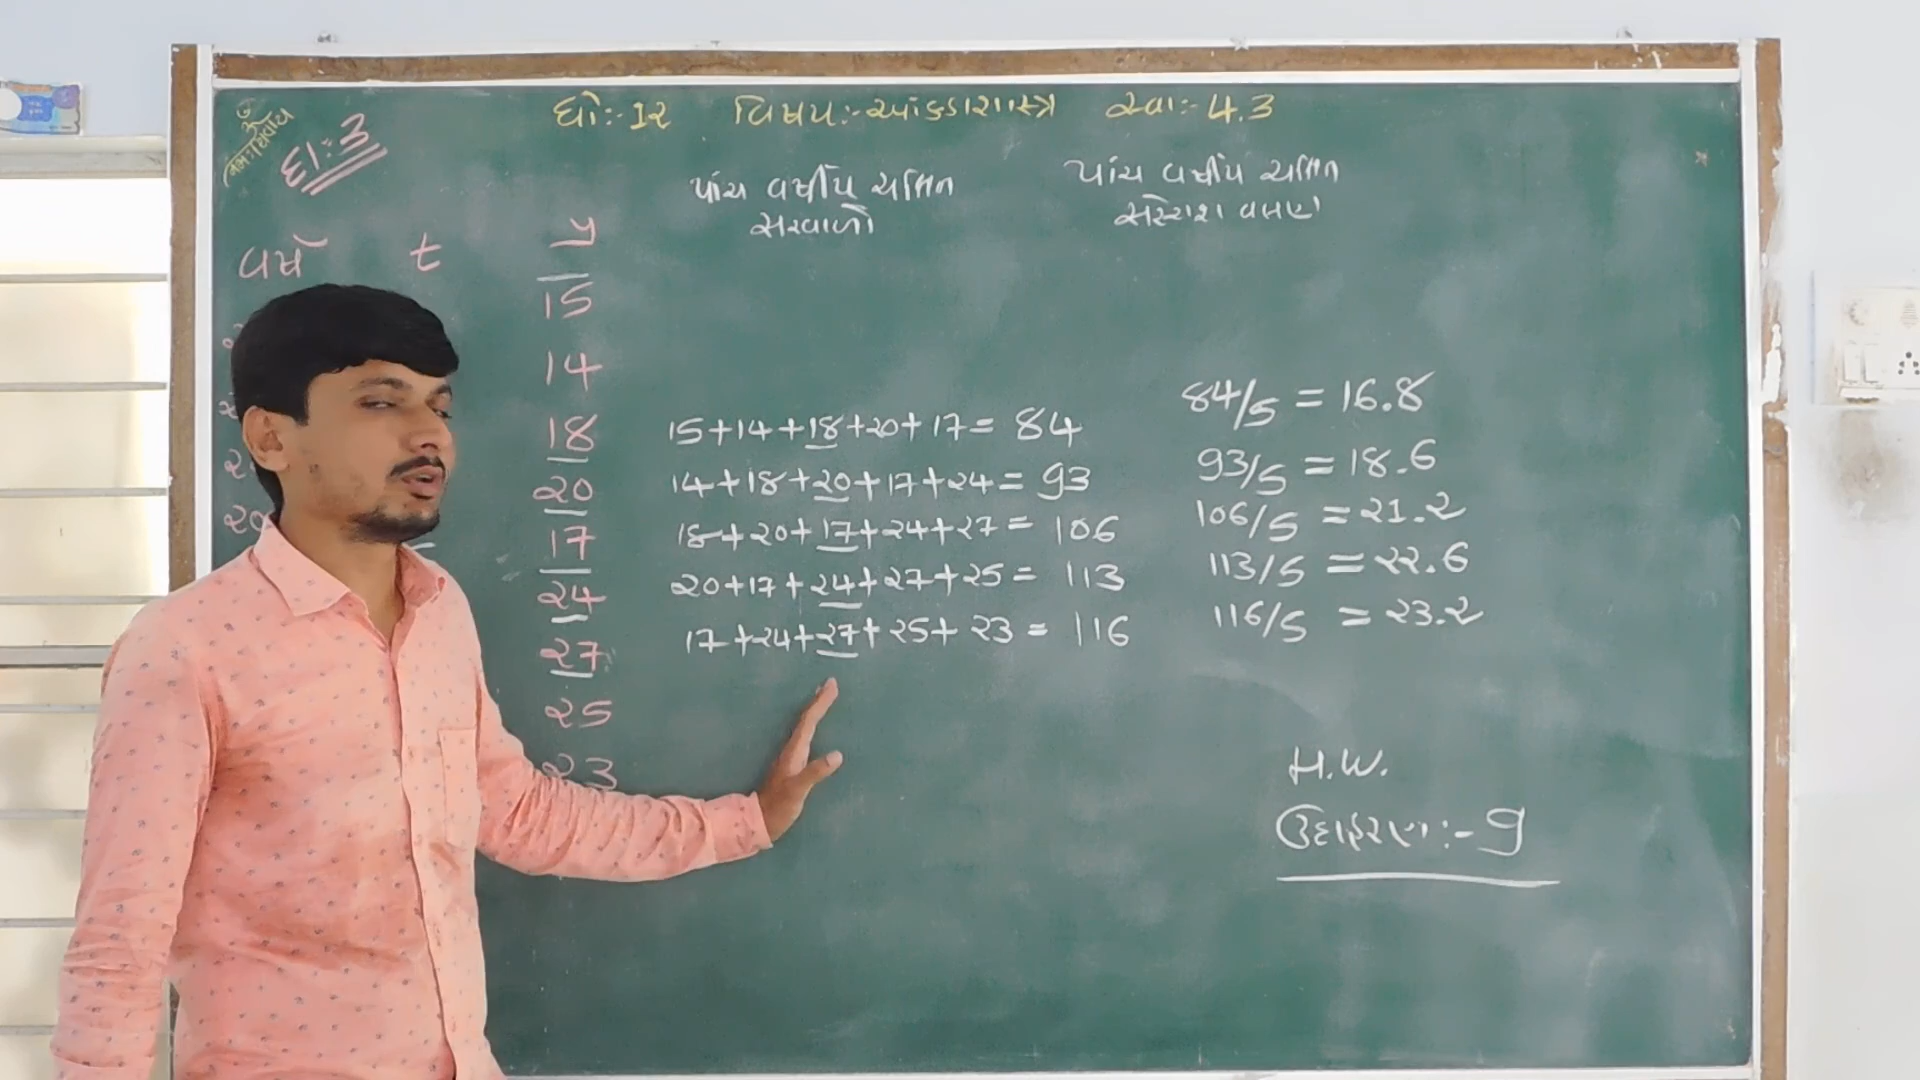 ૐ
નમઃ શિવાય
દા:3
ધો:-12 વિષય:-આંકડાશાસ્ત્ર સ્વા:-4.3
પાંચ વર્ષીય ચલિત
સરવાળો
પાંચ વર્ષીય ચલિત
સરેરાશ વલણ
વર્ષ t y
15
14
18
20
17
24
27
25
23
15+14+18+20+17= 84
14+18+20+17+24= 93
18+20+17+24+27= 106
20+17+24+27+25= 113
17+24+27+25+23= 116
84/5 = 16.8
93/5 = 18.6
106/5 = 21.2
113/5 = 22.6
116/5 = 23.2
H.W.
ઉદાહરણ:- 9